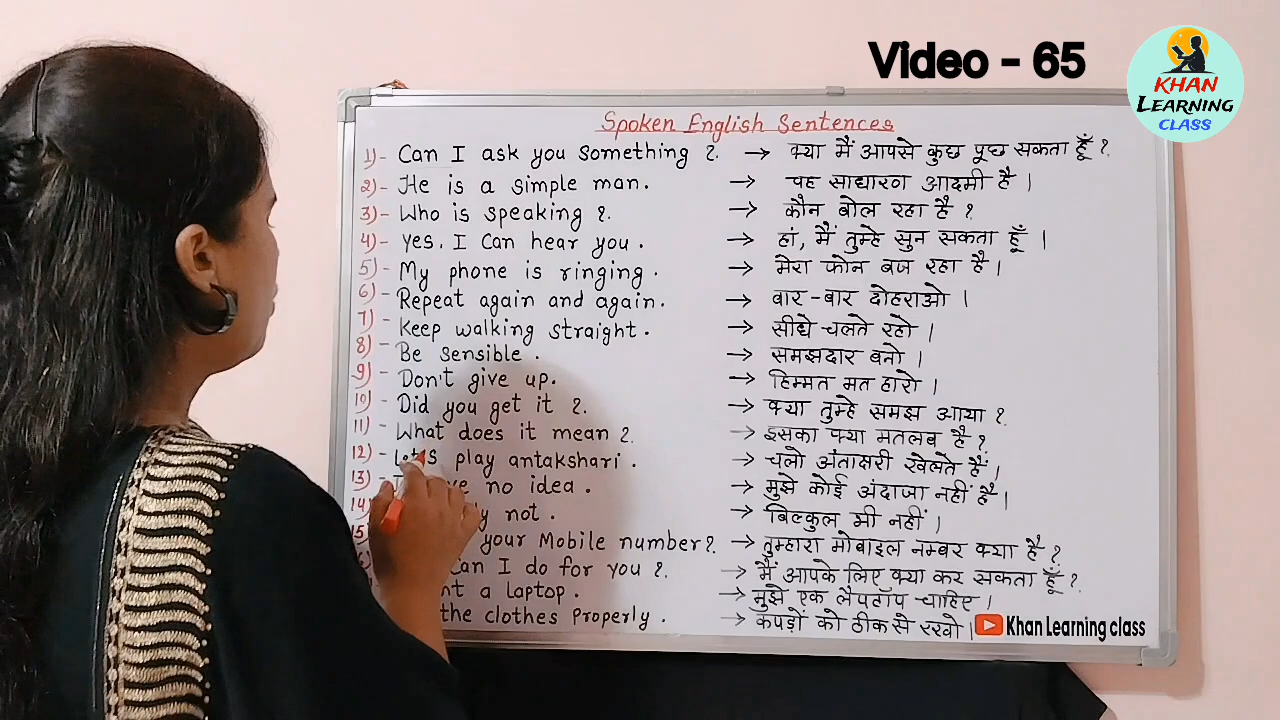 Video - 65
KHAN
LEARNING
CLASS
Spoken English Sentences
1)- Can I ask you something ?. → क्या मैं आपसे कुछ पूछ सकता हूँ ?.
2)- He is a simple man. → यह साधारण आदमी है ।
3)- Who is speaking ?. → कौन बोल रहा है ?
4)- Yes. I Can hear you. → हां, मैं तुम्हे सुन सकता हूँ ।
5)- My phone is ringing. → मेरा फोन बज रहा है ।
6)- Repeat again and again. → बार-बार दोहराओ ।
7)- Keep walking straight. → सीधे चलते रहो ।
8)- Be sensible. → समझदार बनो ।
9)- Don't give up. → हिम्मत मत हारो ।
10)- Did you get it ?. → क्या तुम्हे समझ आया ?
11)- What does it mean ?. → इसका क्या मतलब है ?
12)- Let's play antakshari. → चलो अंताक्षरी खेलते हैं ।
13)- no idea. → मुझे कोई अंदाजा नहीं है ।
14) not. → बिल्कुल भी नहीं ।
15 your Mobile number?. → तुम्हारा मोबाइल नम्बर क्या है ?
Can I do for you ?. → मैं आपके लिए क्या कर सकता हूँ ?.
a laptop. → मुझे एक लैपटॉप चाहिए ।
the clothes Properly. → कपड़ों को ठीक से रखो ।
Khan Learning class